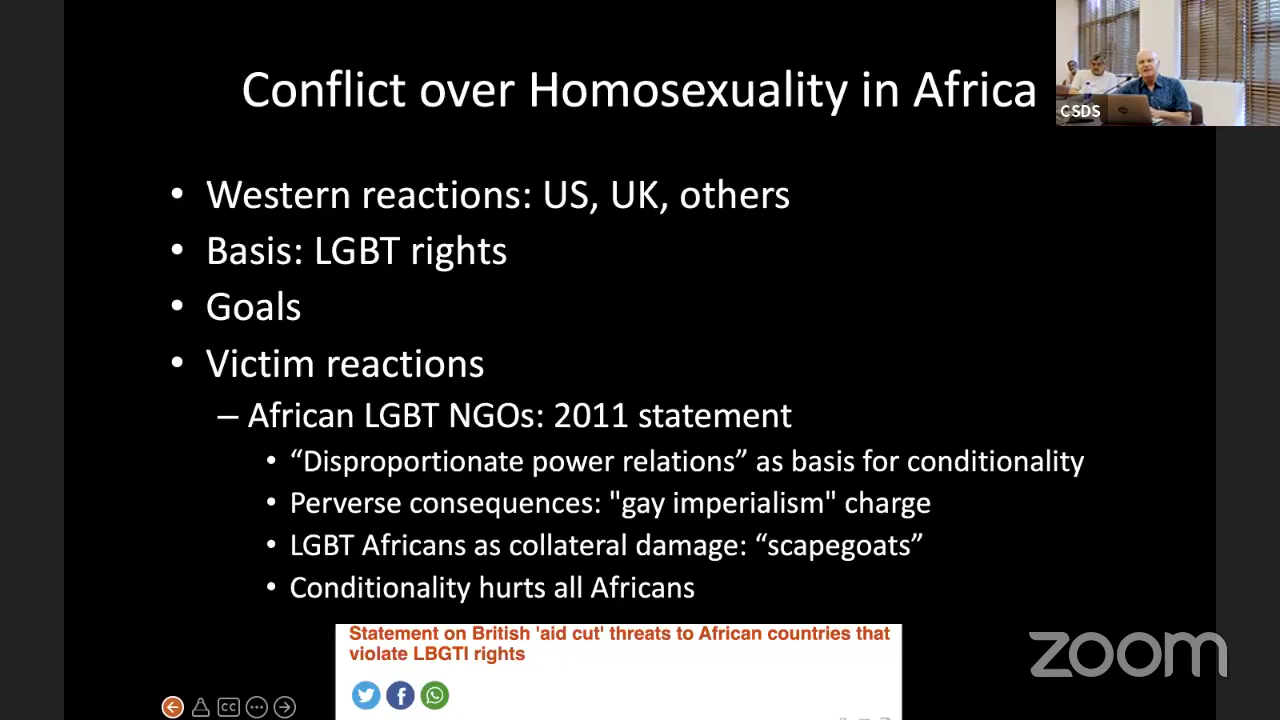 Conflict over Homosexuality in Africa
CSDS
• Western reactions: US, UK, others
• Basis: LGBT rights
• Goals
• Victim reactions
– African LGBT NGOs: 2011 statement
• “Disproportionate power relations” as basis for conditionality
• Perverse consequences: "gay imperialism" charge
• LGBT Africans as collateral damage: “scapegoats”
• Conditionality hurts all Africans
Statement on British 'aid cut' threats to African countries that
violate LBGTI rights
CC
zoom